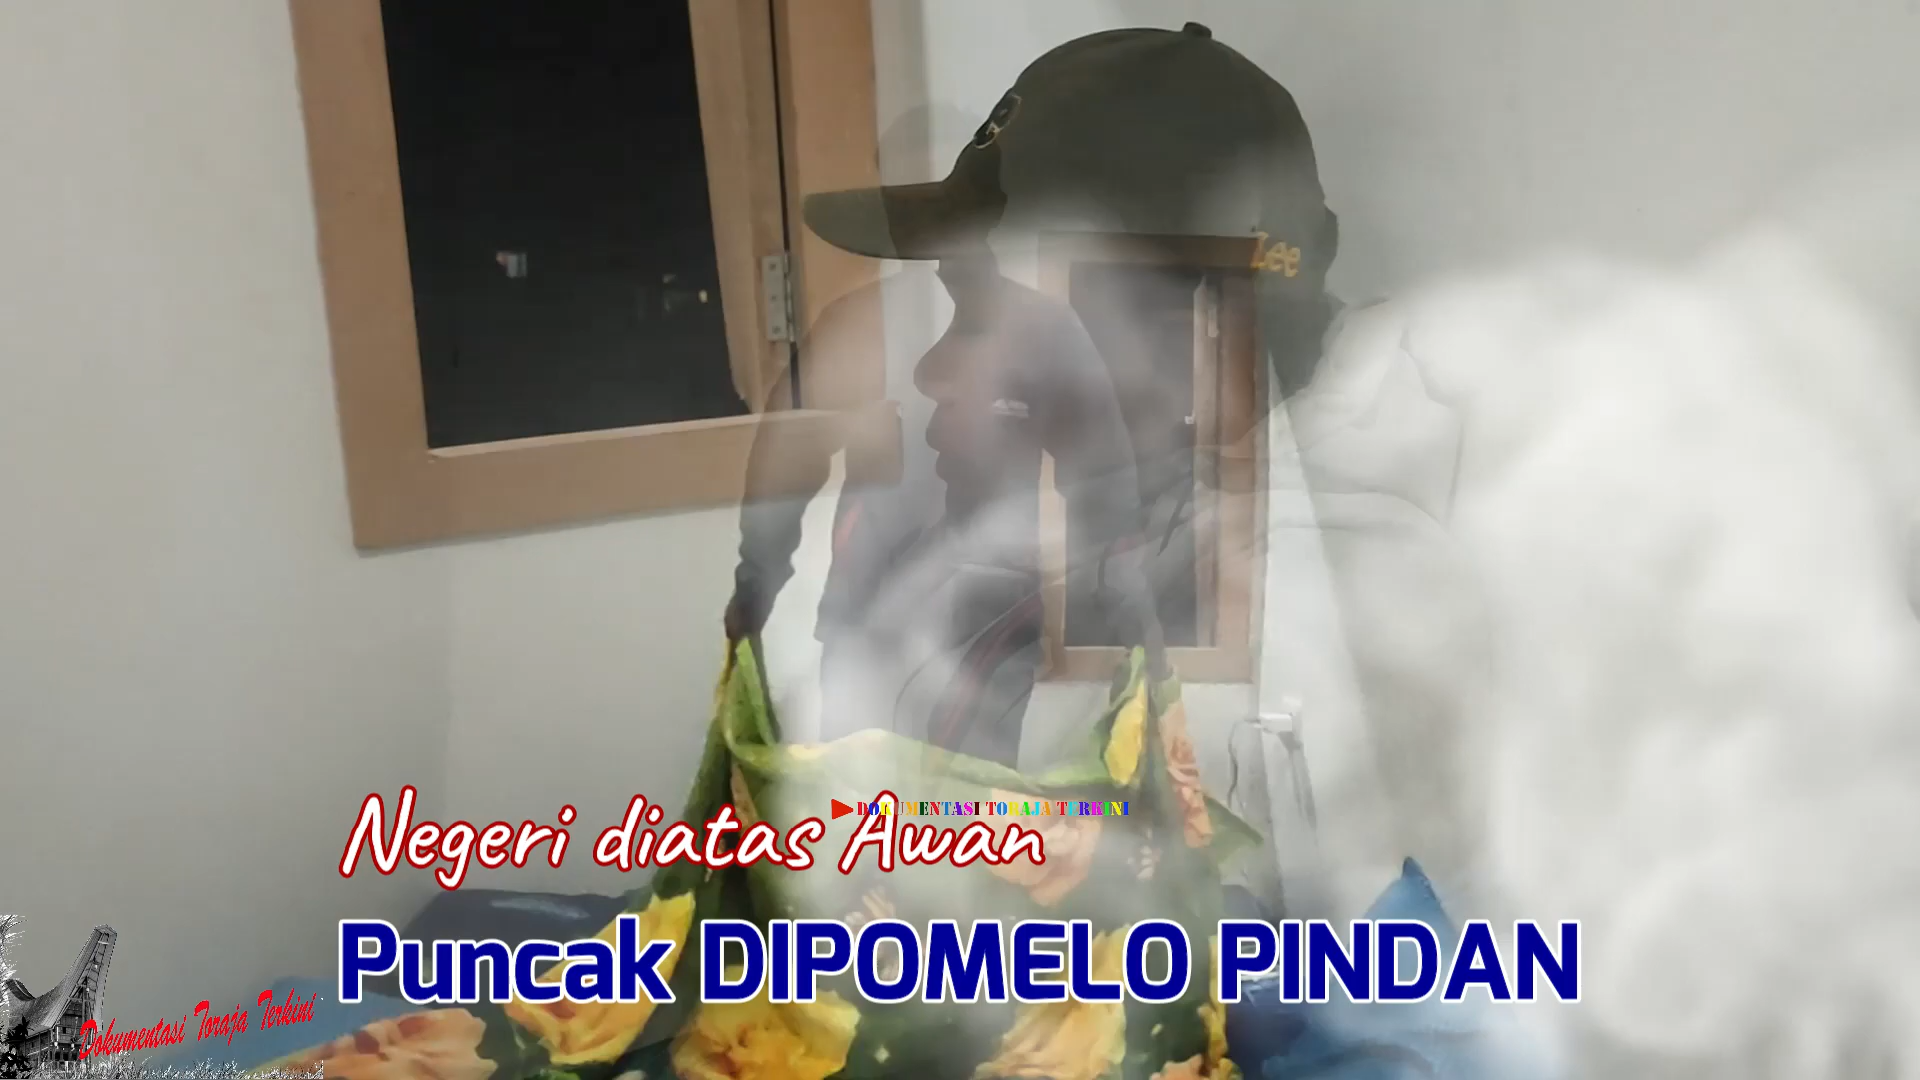 Lee
DOKUMENTASI TORAJA TERKINI
Negeri diatas Awan
Puncak DIPOMELO PINDAN
Dokumentasi Toraja Terkini